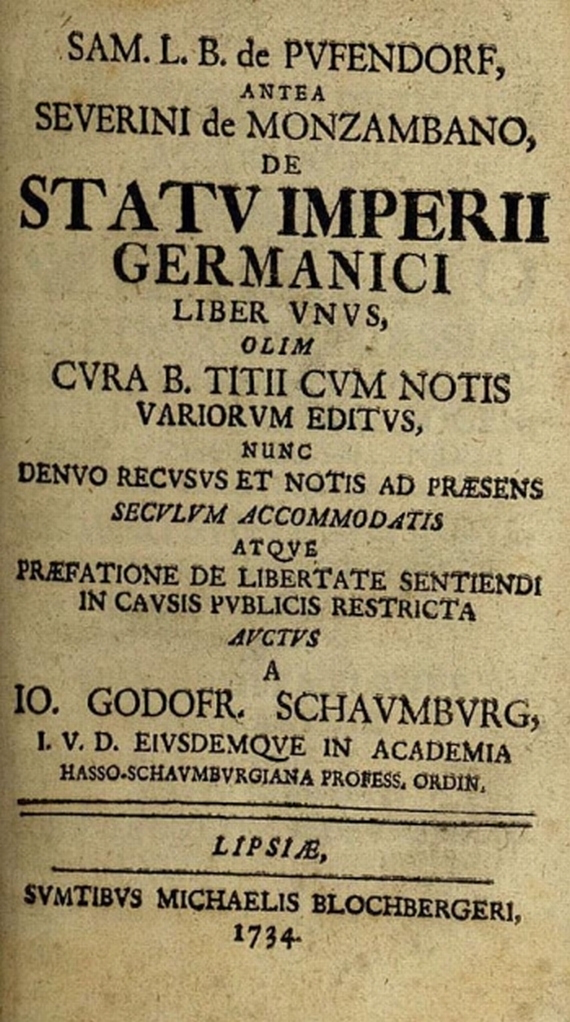 SAM. L. B. de PVFENDORF,
ANTEA
SEVERINI de MONZAMBANO,
DE
STATV IMPERII
GERMANICI
LIBER VNVS,
OLIM
CVRA B. TITII CVM NOTIS
VARIORVM EDITVS,
NUNC
DENVO RECVSVS ET NOTIS AD PRÆSENS
SECVLVM ACCOMMODATIS
ATQVE
PRÆFATIONE DE LIBERTATE SENTIENDI
IN CAVSIS PVBLICIS RESTRICTA
AVCTVS
A
IO. GODOFR. SCHAVMBVRG,
I. V. D. EIVSDEMQVE IN ACADEMIA
HASSO-SCHAVMBVRGIANA PROFESS. ORDIN.
LIPSIÆ,
SVMTIBVS MICHAELIS BLOCHBERGERI,
1734.